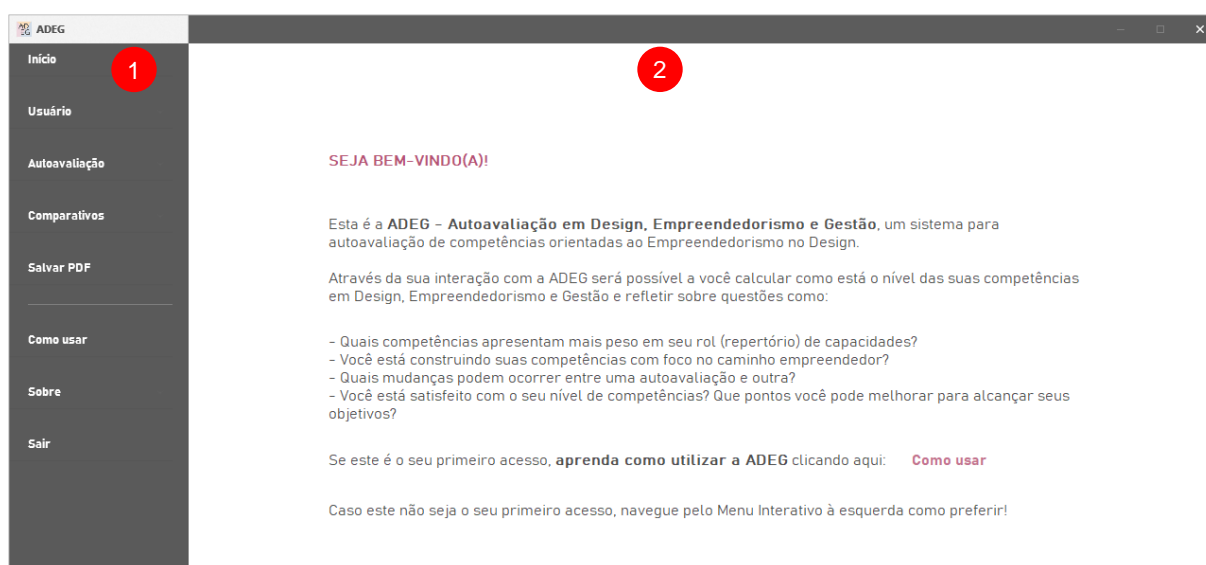 ADEG
Início
1
Usuário
Autoavaliação
Comparativos
Salvar PDF
Como usar
Sobre
Sair
2
SEJA BEM-VINDO(A)!
Esta é a ADEG - Autoavaliação em Design, Empreendedorismo e Gestão, um sistema para
autoavaliação de competências orientadas ao Empreendedorismo no Design.
Através da sua interação com a ADEG será possível a você calcular como está o nível das suas competências
em Design, Empreendedorismo e Gestão e refletir sobre questões como:
- Quais competências apresentam mais peso em seu rol (repertório) de capacidades?
- Você está construindo suas competências com foco no caminho empreendedor?
- Quais mudanças podem ocorrer entre uma autoavaliação e outra?
- Você está satisfeito com o seu nível de competências? Que pontos você pode melhorar para alcançar seus
objetivos?
Se este é o seu primeiro acesso, aprenda como utilizar a ADEG clicando aqui: Como usar
Caso este não seja o seu primeiro acesso, navegue pelo Menu Interativo à esquerda como preferir!